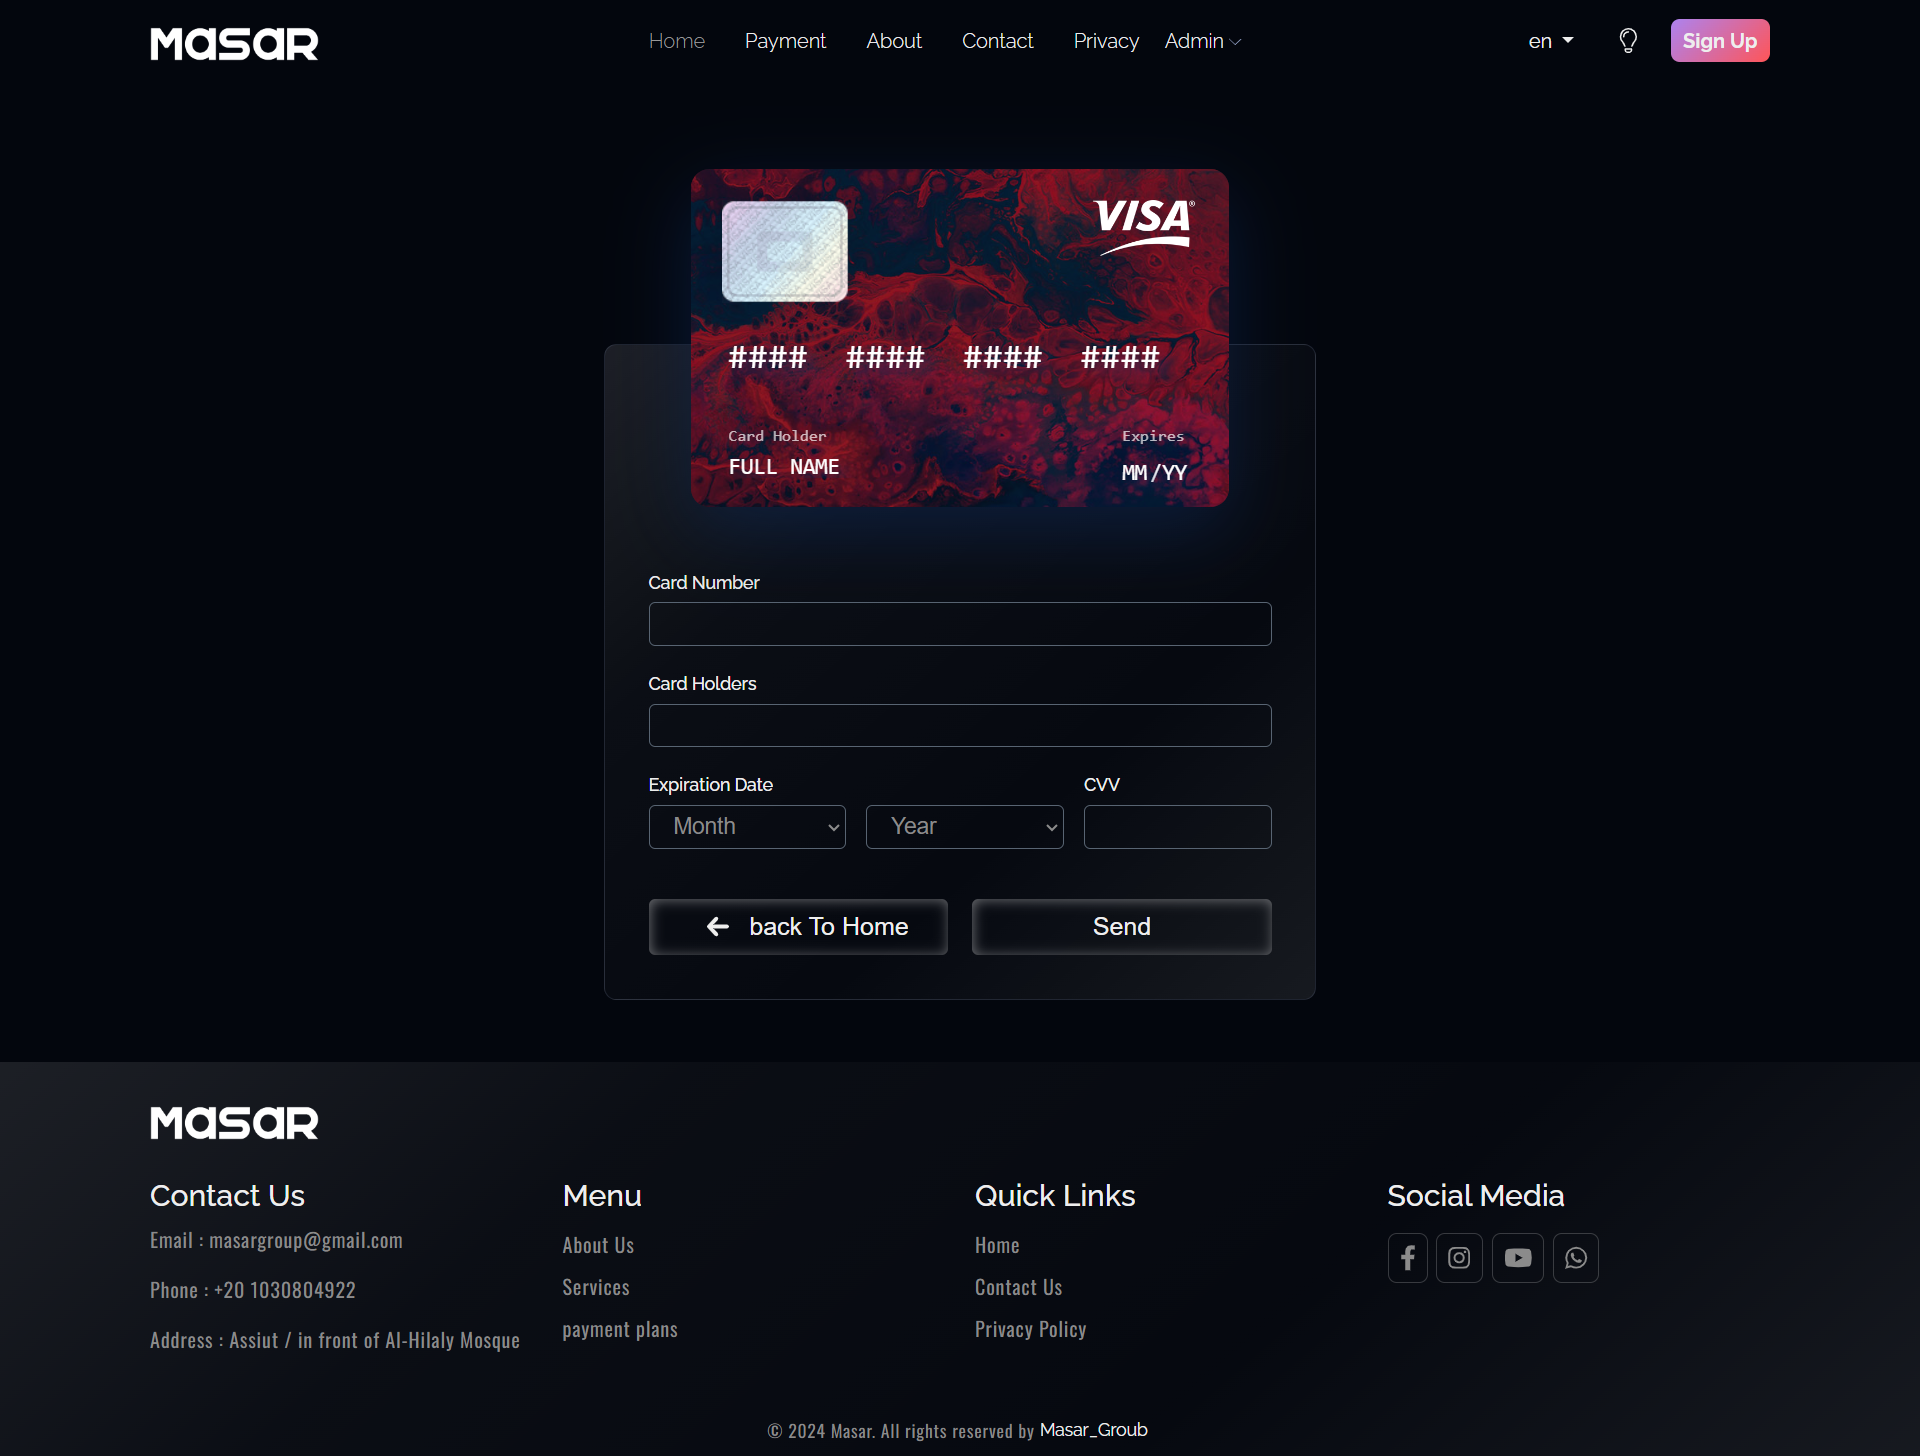 MasaR
Home Payment About Contact Privacy Admin
en Sign Up
VISA®
#### #### #### ####
Card Holder Expires
FULL NAME MM/YY
Card Number
Card Holders
Expiration Date CVV
Month Year
back To Home Send
MasaR
Contact Us
Email : masargroup@gmail.com
Phone : +20 1030804922
Address : Assiut / in front of Al-Hilaly Mosque
Menu
About Us
Services
payment plans
Quick Links
Home
Contact Us
Privacy Policy
Social Media
© 2024 Masar. All rights reserved by Masar_Groub